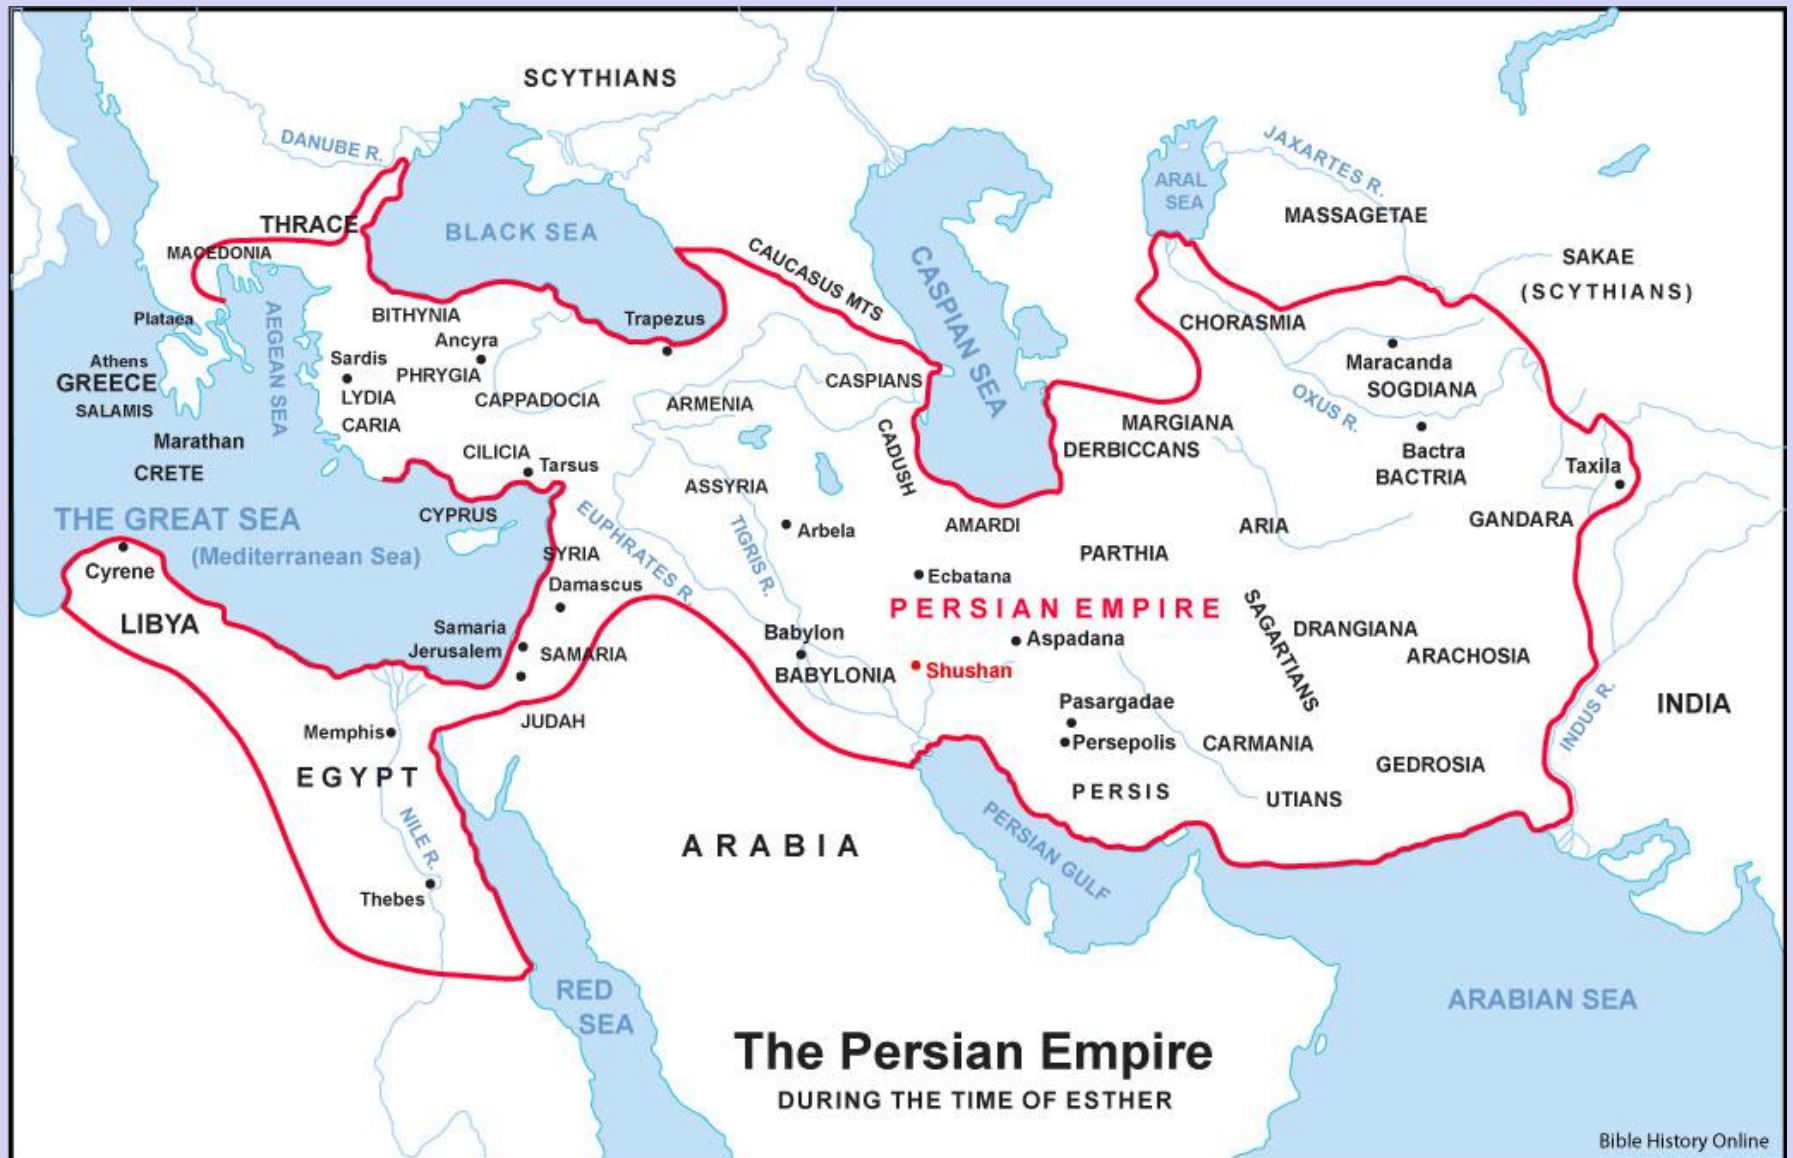 SCYTHIANS
DANUBE R.
JAXARTES R.
ARAL
SEA
MASSAGETAE
THRACE
BLACK SEA
MACEDONIA
CAUCASUS MTS
CASPIAN SEA
SAKAE
(SCYTHIANS)
Plataea
AEGEAN SEA
BITHYNIA
Trapezus
CHORASMIA
Athens
GREECE
SALAMIS
Sardis
LYDIA
CARIA
Ancyra
PHRYGIA
CAPPADOCIA
ARMENIA
CASPIANS
Maracanda
SOGDIANA
OXUS R.
Marathan
CRETE
CILICIA
Tarsus
CADUSH
MARGIANA
DERBICCANS
Bactra
BACTRIA
Taxila
ASSYRIA
THE GREAT SEA
(Mediterranean Sea)
CYPRUS
EUPHRATES R.
TIGRIS R.
Arbela
AMARDI
ARIA
GANDARA
Cyrene
SYRIA
Damascus
PARTHIA
Ecbatana
PERSIAN EMPIRE
LIBYA
Samaria
Jerusalem
SAMARIA
Babylon
BABYLONIA
Aspadana
Shushan
SAGARTIANS
DRANGIANA
ARACHOSIA
INDUS R.
INDIA
JUDAH
Memphis
EGYPT
Pasargadae
Persepolis
CARMANIA
GEDROSIA
PERSIS
UTIANS
NILE R.
ARABIA
PERSIAN GULF
Thebes
RED
SEA
ARABIAN SEA
The Persian Empire
DURING THE TIME OF ESTHER
Bible History Online